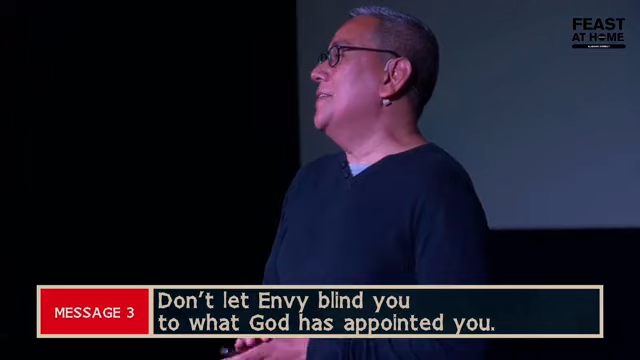 FEAST
AT HOME
MESSAGE 3
Don't let Envy blind you
to what God has appointed you.